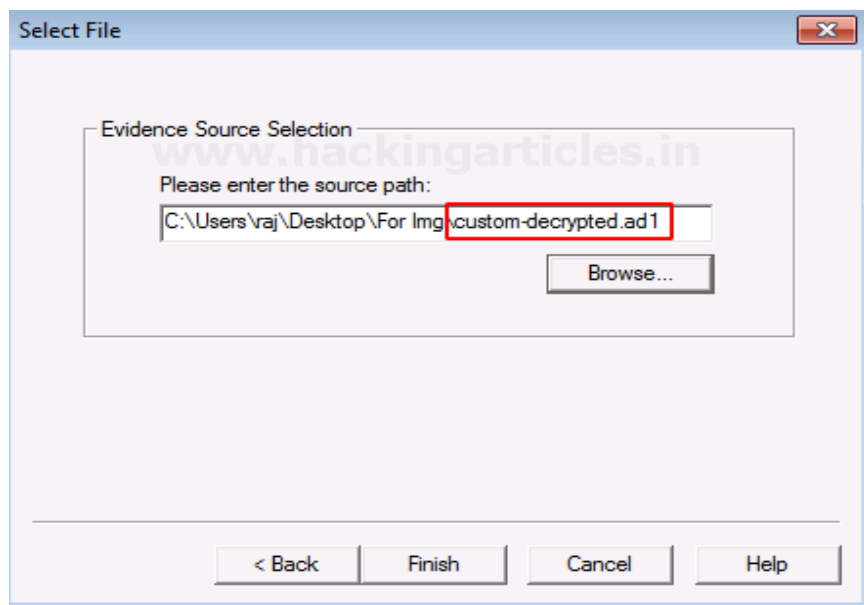 Select File
Evidence Source Selection
www.hackingarticles.in
Please enter the source path:
C:\Users\raj\Desktop\For Img\custom-decrypted.ad1
Browse...
< Back Finish Cancel Help